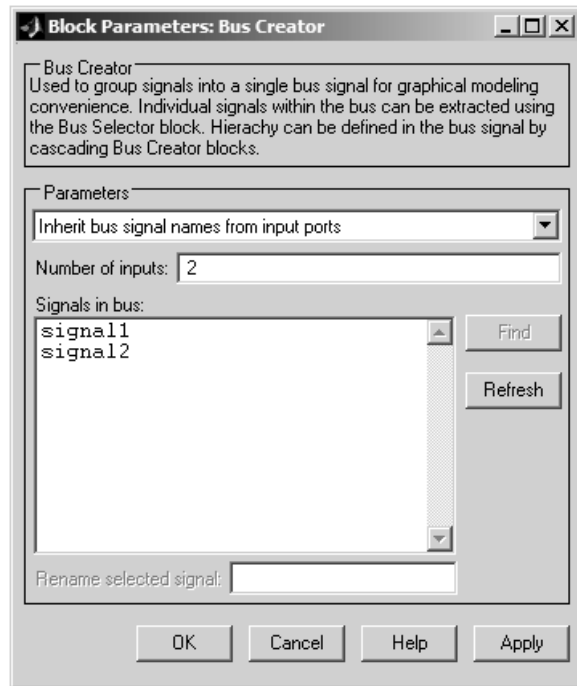 Block Parameters: Bus Creator
Bus Creator
Used to group signals into a single bus signal for graphical modeling
convenience. Individual signals within the bus can be extracted using
the Bus Selector block. Hierachy can be defined in the bus signal by
cascading Bus Creator blocks.
Parameters
Inherit bus signal names from input ports
Number of inputs: 2
Signals in bus:
signal1
signal2
Find
Refresh
Rename selected signal:
OK Cancel Help Apply